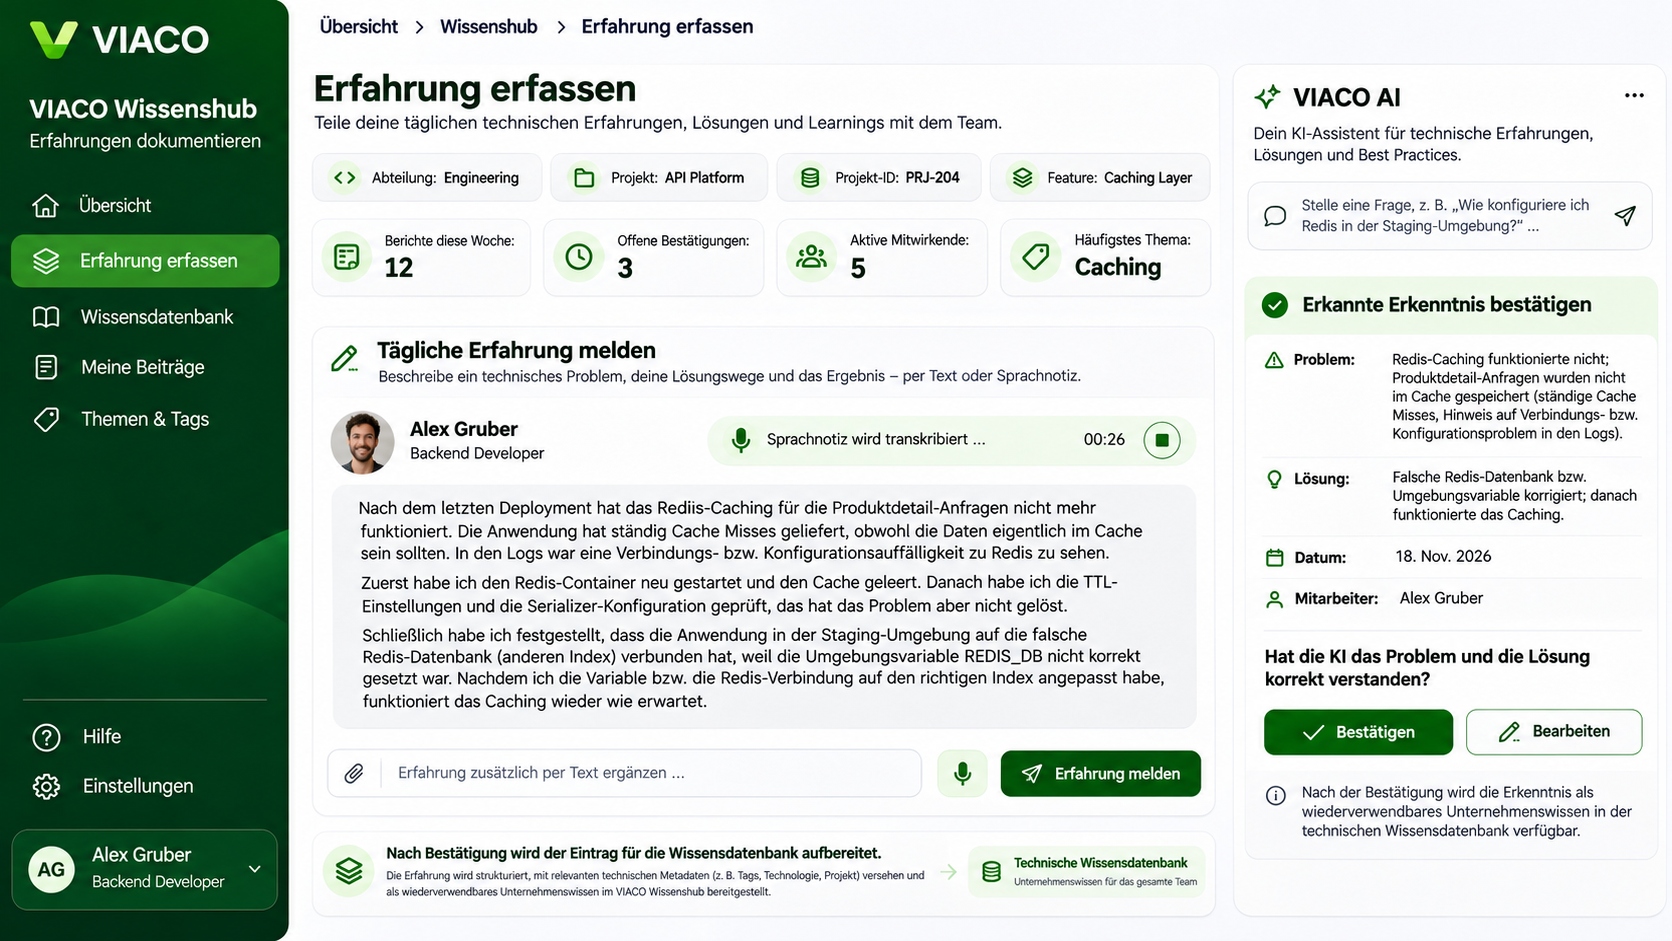 VIACO
VIACO Wissenshub
Erfahrungen dokumentieren
Übersicht
Erfahrung erfassen
Wissensdatenbank
Meine Beiträge
Themen & Tags
Hilfe
Einstellungen
AG
Alex Gruber
Backend Developer
Übersicht > Wissenshub > Erfahrung erfassen
Erfahrung erfassen
Teile deine täglichen technischen Erfahrungen, Lösungen und Learnings mit dem Team.
Abteilung: Engineering
Projekt: API Platform
Projekt-ID: PRJ-204
Feature: Caching Layer
Berichte diese Woche:
12
Offene Bestätigungen:
3
Aktive Mitwirkende:
5
Häufigstes Thema:
Caching
Tägliche Erfahrung melden
Beschreibe ein technisches Problem, deine Lösungswege und das Ergebnis – per Text oder Sprachnotiz.
Alex Gruber
Backend Developer
Sprachnotiz wird transkribiert ...
00:26
Nach dem letzten Deployment hat das Rediis-Caching für die Produktdetail-Anfragen nicht mehr
funktioniert. Die Anwendung hat ständig Cache Misses geliefert, obwohl die Daten eigentlich im Cache
sein sollten. In den Logs war eine Verbindungs- bzw. Konfigurationsauffälligkeit zu Redis zu sehen.
Zuerst habe ich den Redis-Container neu gestartet und den Cache geleert. Danach habe ich die TTL-
Einstellungen und die Serializer-Konfiguration geprüft, das hat das Problem aber nicht gelöst.
Schließlich habe ich festgestellt, dass die Anwendung in der Staging-Umgebung auf die falsche
Redis-Datenbank (anderen Index) verbunden hat, weil die Umgebungsvariable REDIS_DB nicht korrekt
gesetzt war. Nachdem ich die Variable bzw. die Redis-Verbindung auf den richtigen Index angepasst habe,
funktioniert das Caching wieder wie erwartet.
Erfahrung zusätzlich per Text ergänzen ...
Erfahrung melden
Nach Bestätigung wird der Eintrag für die Wissensdatenbank aufbereitet.
Die Erfahrung wird strukturiert, mit relevanten technischen Metadaten (z. B. Tags, Technologie, Projekt) versehen und
als wiederverwendbares Unternehmenswissen im VIACO Wissenshub bereitgestellt.
Technische Wissensdatenbank
Unternehmenswissen für das gesamte Team
VIACO AI
Dein KI-Assistent für technische Erfahrungen,
Lösungen und Best Practices.
Stelle eine Frage, z. B. „Wie konfiguriere ich
Redis in der Staging-Umgebung?“ ...
Erkannte Erkenntnis bestätigen
Problem:
Redis-Caching funktionierte nicht;
Produktdetail-Anfragen wurden nicht
im Cache gespeichert (ständige Cache
Misses, Hinweis auf Verbindungs- bzw.
Konfigurationsproblem in den Logs).
Lösung:
Falsche Redis-Datenbank bzw.
Umgebungsvariable korrigiert; danach
funktionierte das Caching.
Datum:
18. Nov. 2026
Mitarbeiter:
Alex Gruber
Hat die KI das Problem und die Lösung
korrekt verstanden?
Bestätigen
Bearbeiten
Nach der Bestätigung wird die Erkenntnis als
wiederverwendbares Unternehmenswissen in der
technischen Wissensdatenbank verfügbar.